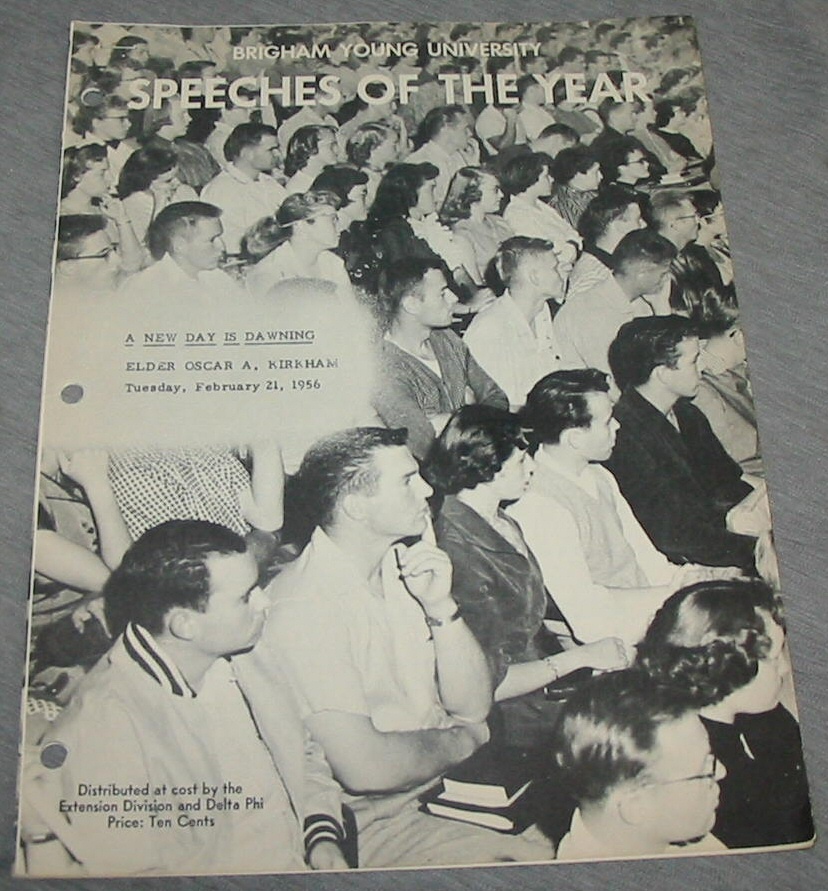 BRIGHAM YOUNG UNIVERSITY
SPEECHES OF THE YEAR
A NEW DAY IS DAWNING
ELDER OSCAR A. KIRKHAM
Tuesday, February 21, 1956
Distributed at cost by the
Extension Division and Delta Phi
Price: Ten Cents